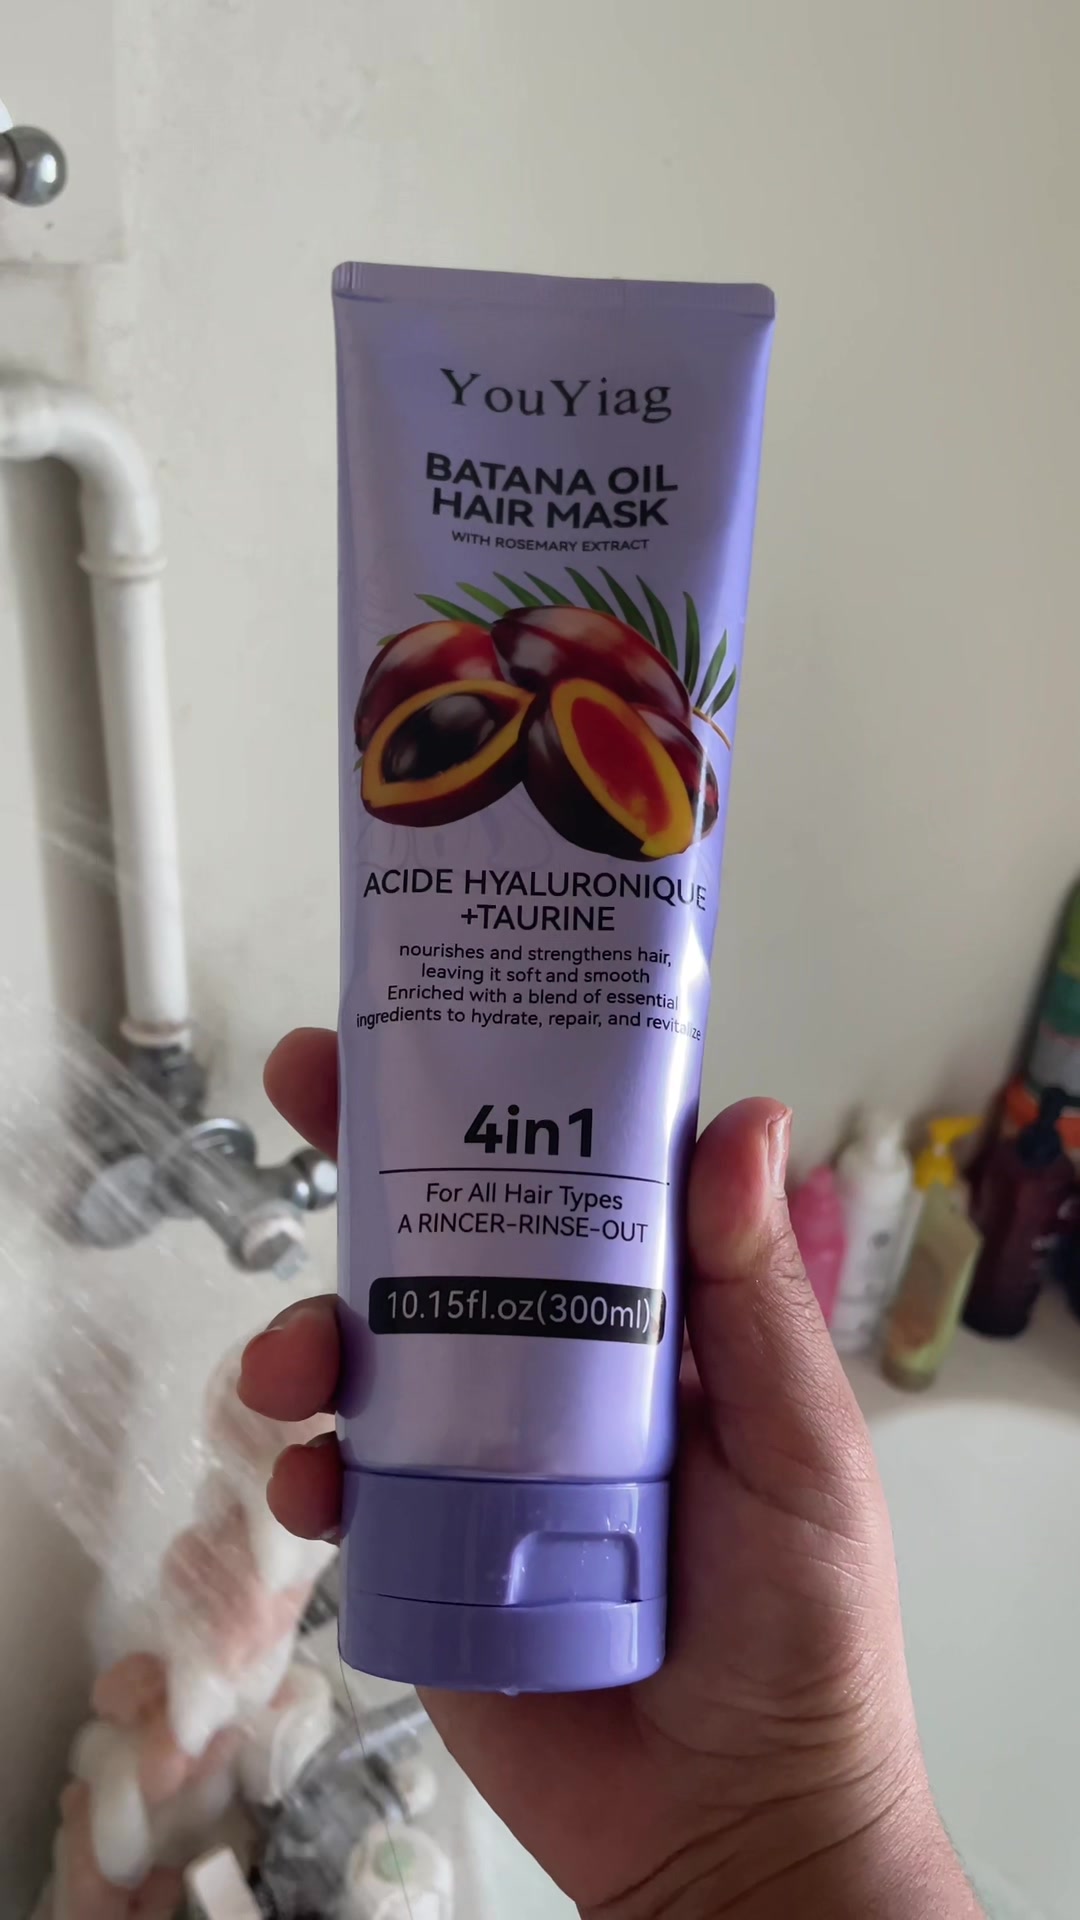 YouYiag
BATANA OIL
HAIR MASK
WITH ROSEMARY EXTRACT
ACIDE HYALURONIQUE
+TAURINE
nourishes and strengthens hair,
leaving it soft and smooth
Enriched with a blend of essential
ingredients to hydrate, repair, and revitalize
4in1
For All Hair Types
A RINCER-RINSE-OUT
10.15fl.oz(300ml)